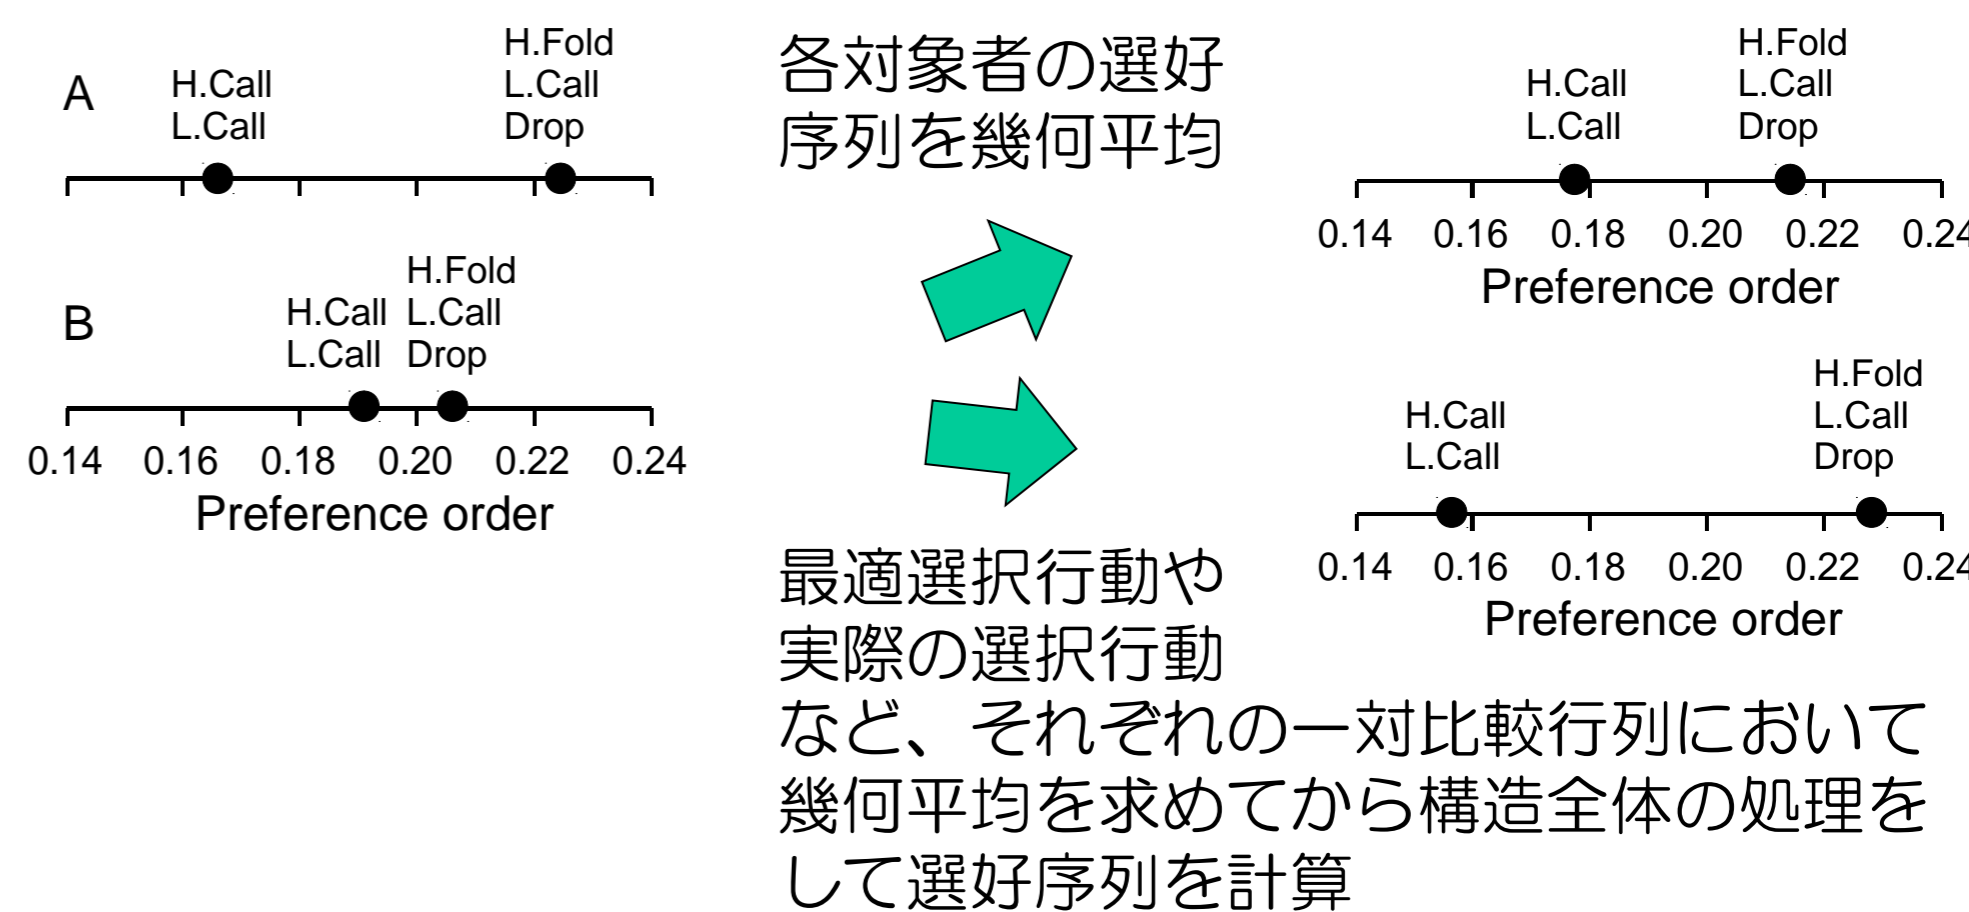 A
H.Call
L.Call
H.Fold
L.Call
Drop
B
H.Call
L.Call
H.Fold
L.Call
Drop
0.14 0.16 0.18 0.20 0.22 0.24
Preference order
各対象者の選好
序列を幾何平均
H.Call
L.Call
H.Fold
L.Call
Drop
0.14 0.16 0.18 0.20 0.22 0.24
Preference order
H.Call
L.Call
H.Fold
L.Call
Drop
0.14 0.16 0.18 0.20 0.22 0.24
Preference order
最適選択行動や
実際の選択行動
など、それぞれの一対比較行列において
幾何平均を求めてから構造全体の処理を
して選好序列を計算